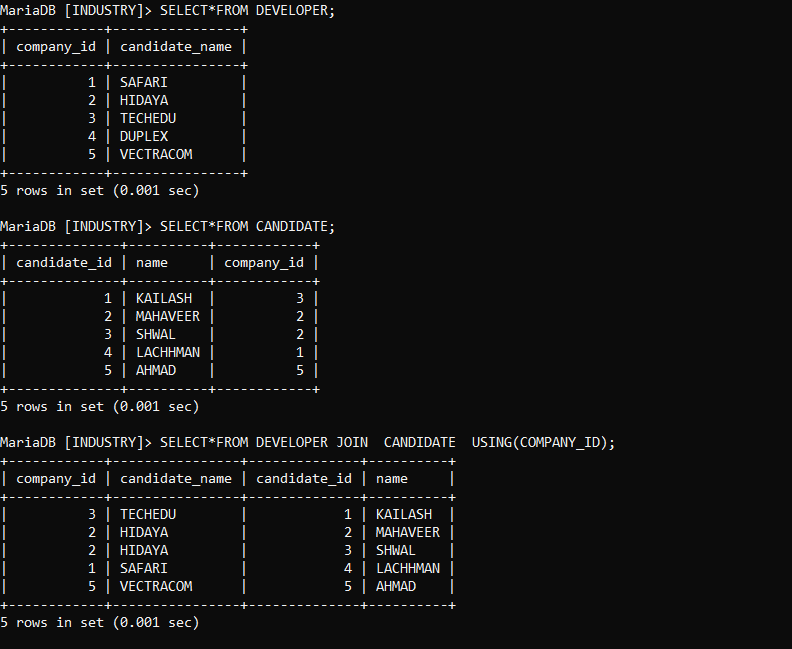 MariaDB [INDUSTRY]> SELECT*FROM DEVELOPER;
+------------+----------------+
| company_id | candidate_name |
+------------+----------------+
|          1 | SAFARI         |
|          2 | HIDAYA         |
|          3 | TECHEDU        |
|          4 | DUPLEX         |
|          5 | VECTRACOM      |
+------------+----------------+
5 rows in set (0.001 sec)

MariaDB [INDUSTRY]> SELECT*FROM CANDIDATE;
+--------------+----------+------------+
| candidate_id | name     | company_id |
+--------------+----------+------------+
|            1 | KAILASH  |          3 |
|            2 | MAHAVEER |          2 |
|            3 | SHWAL    |          2 |
|            4 | LACHHMAN |          1 |
|            5 | AHMAD    |          5 |
+--------------+----------+------------+
5 rows in set (0.001 sec)

MariaDB [INDUSTRY]> SELECT*FROM DEVELOPER JOIN  CANDIDATE  USING(COMPANY_ID);
+------------+----------------+--------------+----------+
| company_id | candidate_name | candidate_id | name     |
+------------+----------------+--------------+----------+
|          3 | TECHEDU        |            1 | KAILASH  |
|          2 | HIDAYA         |            2 | MAHAVEER |
|          2 | HIDAYA         |            3 | SHWAL    |
|          1 | SAFARI         |            4 | LACHHMAN |
|          5 | VECTRACOM      |            5 | AHMAD    |
+------------+----------------+--------------+----------+
5 rows in set (0.001 sec)